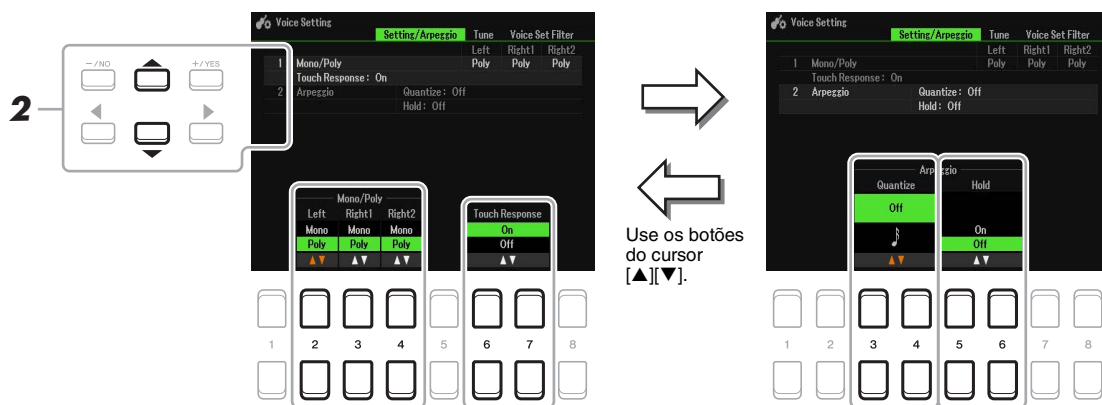 Voice Setting
Setting/Arpeggio Tune Voice Set Filter
Left Right1 Right2
1 Mono/Poly Poly Poly Poly
Touch Response: On
2 Arpeggio Quantize: Off
Hold: Off
Mono/Poly
Left Right1 Right2
Mono Mono Mono
Poly Poly Poly
▲▼ ▲▼ ▲▼
Touch Response
On
Off
▲▼
1 2 3 4 5 6 7 8
2
−/NO +/YES
Use os botões
do cursor
[▲][▼].
Voice Setting
Setting/Arpeggio Tune Voice Set Filter
Left Right1 Right2
1 Mono/Poly Poly Poly Poly
Touch Response: On
2 Arpeggio Quantize: Off
Hold: Off
Arpeggio
Quantize Hold
Off
On
Off
▲▼ ▲▼
1 2 3 4 5 6 7 8